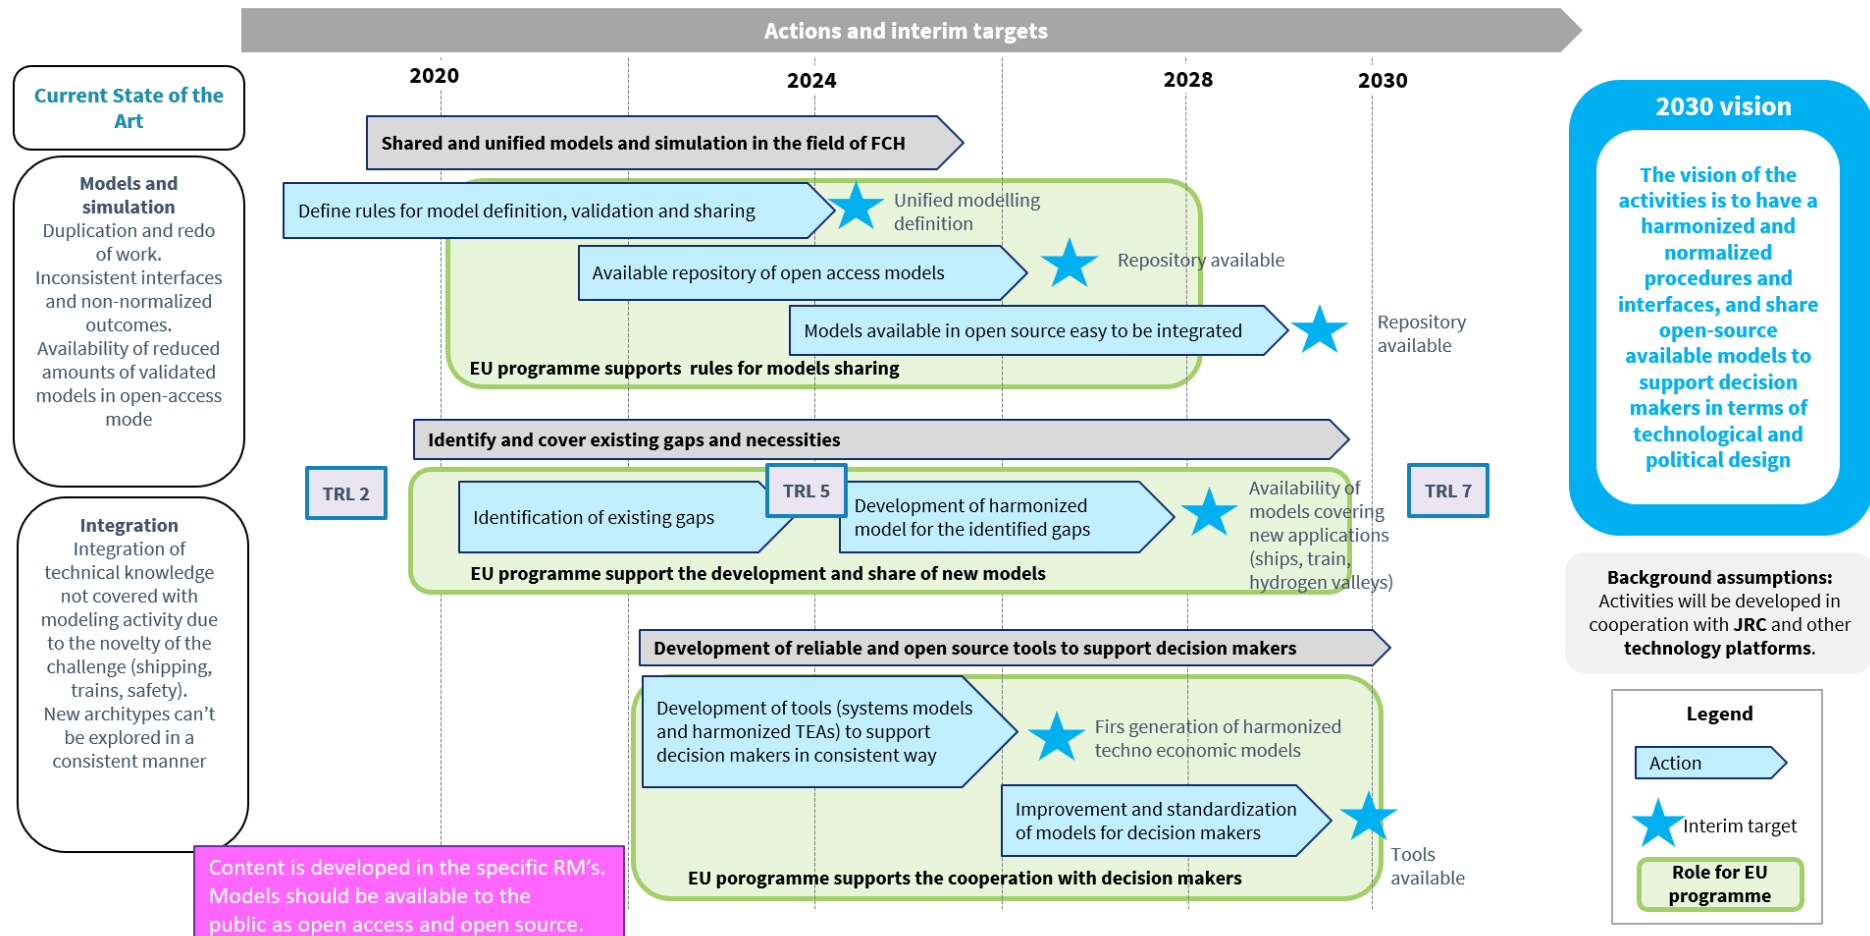 Actions and interim targets
2020
2024
2028
2030
Current State of the
Art
Models and
simulation
Duplication and redo
of work.
Inconsistent interfaces
and non-normalized
outcomes.
Availability of reduced
amounts of validated
models in open-access
mode
Integration
Integration of
technical knowledge
not covered with
modeling activity due
to the novelty of the
challenge (shipping,
trains, safety).
New architypes can't
be explored in a
consistent manner
Shared and unified models and simulation in the field of FCH
Define rules for model definition, validation and sharing
Unified modelling
definition
Available repository of open access models
Repository available
Models available in open source easy to be integrated
Repository
available
EU programme supports  rules for models sharing
Identify and cover existing gaps and necessities
TRL 2
TRL 5
TRL 7
Identification of existing gaps
Development of harmonized
model for the identified gaps
Availability of
models covering
new applications
(ships, train,
hydrogen valleys)
EU programme support the development and share of new models
Development of reliable and open source tools to support decision makers
Development of tools (systems models
and harmonized TEAs) to support
decision makers in consistent way
Firs generation of harmonized
techno economic models
Improvement and standardization
of models for decision makers
Tools
available
EU porogramme supports the cooperation with decision makers
Content is developed in the specific RM's.
Models should be available to the
public as open access and open source.
2030 vision
The vision of the
activities is to have a
harmonized and
normalized
procedures and
interfaces, and share
open-source
available models to
support decision
makers in terms of
technological and
political design
Background assumptions:
Activities will be developed in
cooperation with JRC and other
technology platforms.
Legend
Action
Interim target
Role for EU
programme